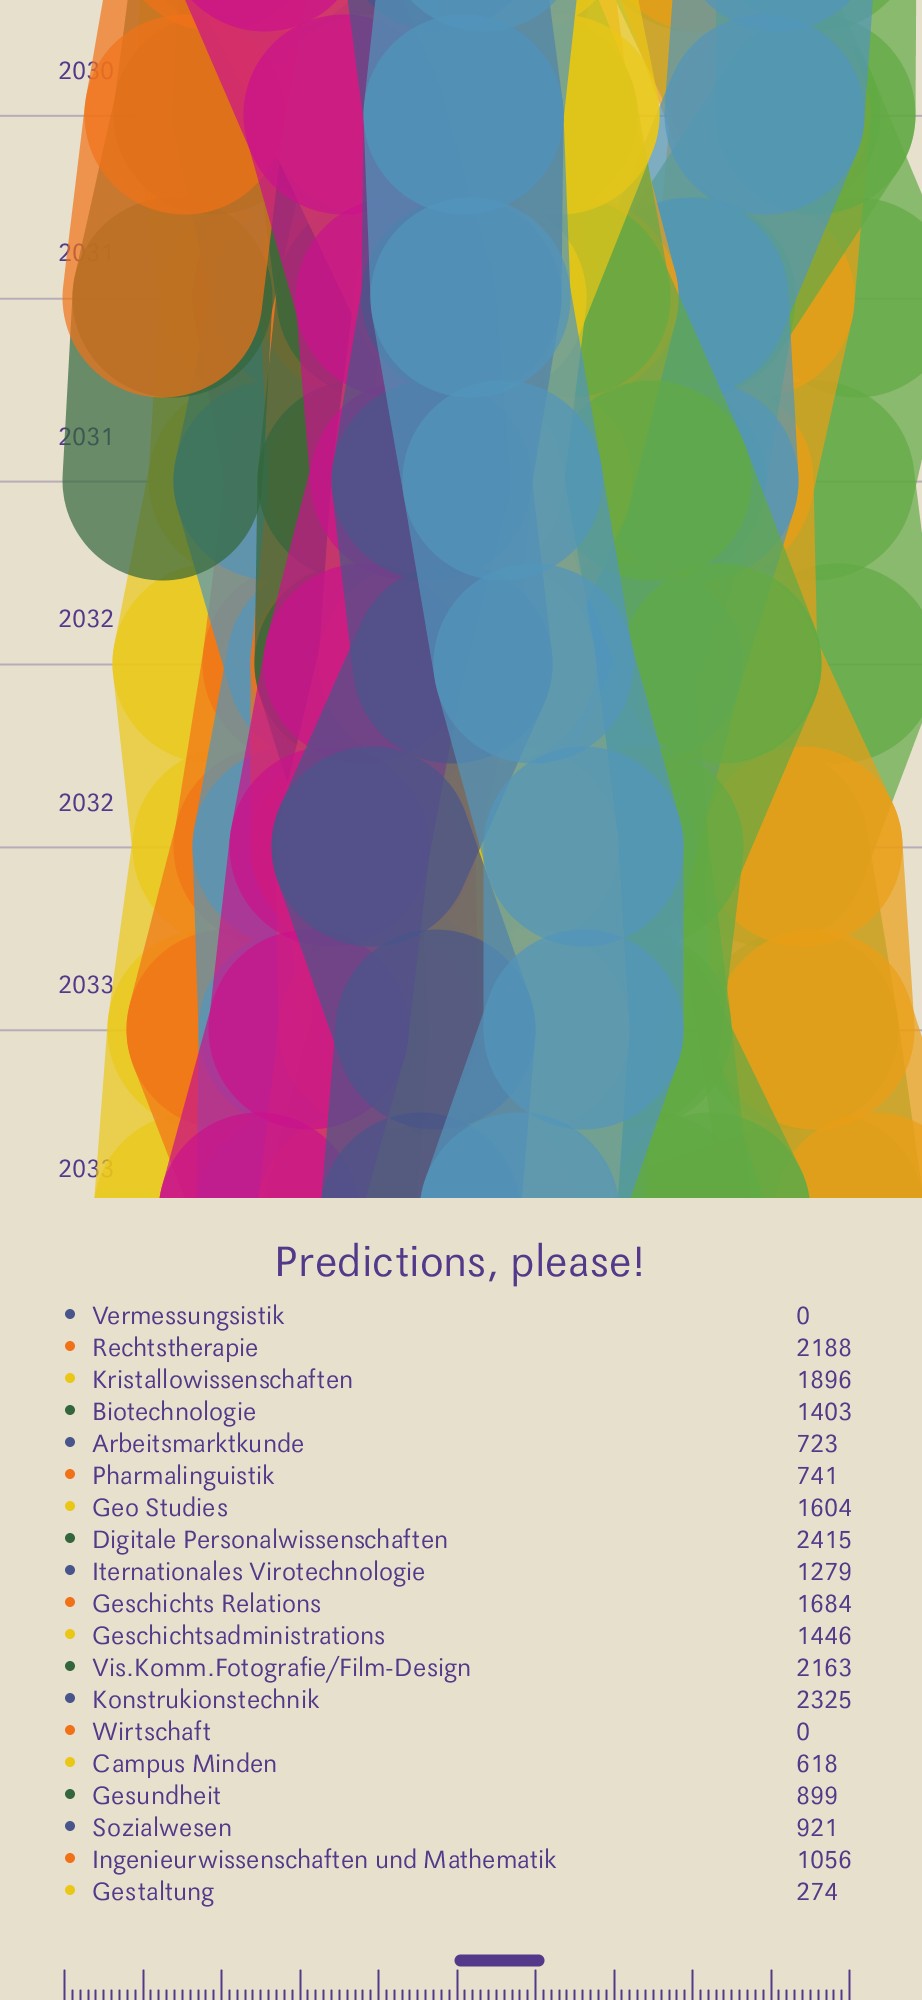 2030
2031
2031
2032
2032
2033
2033
Predictions, please!
Vermessungsistik 0
Rechtstherapie 2188
Kristallowissenschaften 1896
Biotechnologie 1403
Arbeitsmarktkunde 723
Pharmalinguistik 741
Geo Studies 1604
Digitale Personalwissenschaften 2415
Iternationales Virotechnologie 1279
Geschichts Relations 1684
Geschichtsadministrations 1446
Vis.Komm.Fotografie/Film-Design 2163
Konstrukionstechnik 2325
Wirtschaft 0
Campus Minden 618
Gesundheit 899
Sozialwesen 921
Ingenieurwissenschaften und Mathematik 1056
Gestaltung 274